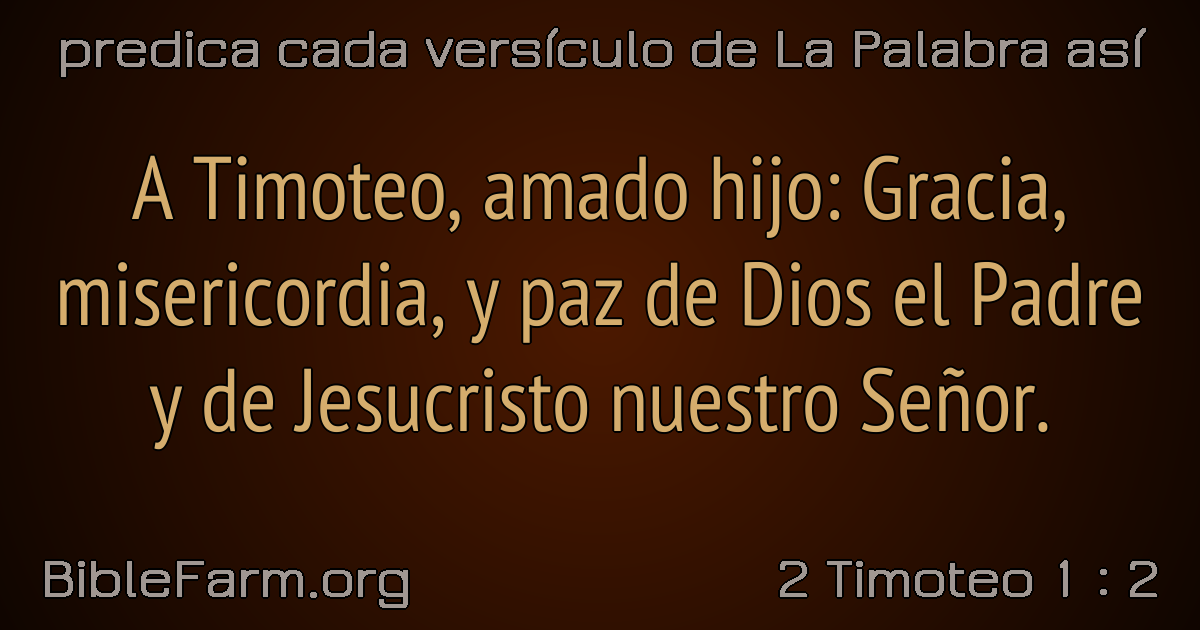 predica cada versículo de La Palabra así
A Timoteo, amado hijo: Gracia,
misericordia, y paz de Dios el Padre
y de Jesucristo nuestro Señor.
BibleFarm.org
2 Timoteo 1 : 2